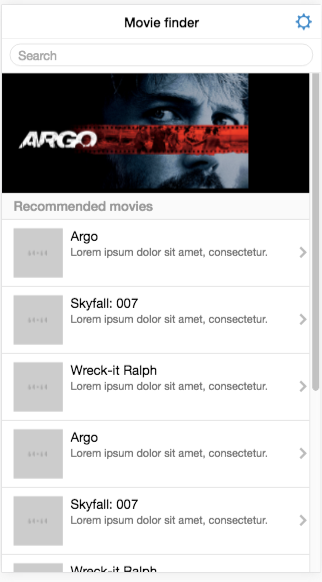 Movie finder
Search
ARGO
Recommended movies
Argo
Lorem ipsum dolor sit amet, consectetur.
Skyfall: 007
Lorem ipsum dolor sit amet, consectetur.
Wreck-it Ralph
Lorem ipsum dolor sit amet, consectetur.
Argo
Lorem ipsum dolor sit amet, consectetur.
Skyfall: 007
Lorem ipsum dolor sit amet, consectetur.
Wreck-it Ralph